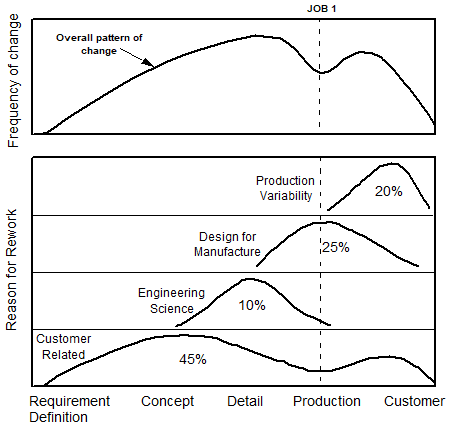 JOB 1
Frequency of change
Overall pattern of
change
Reason for Rework
Production
Variability
20%
Design for
Manufacture
25%
Engineering
Science
10%
Customer
Related
45%
Requirement
Definition
Concept
Detail
Production
Customer